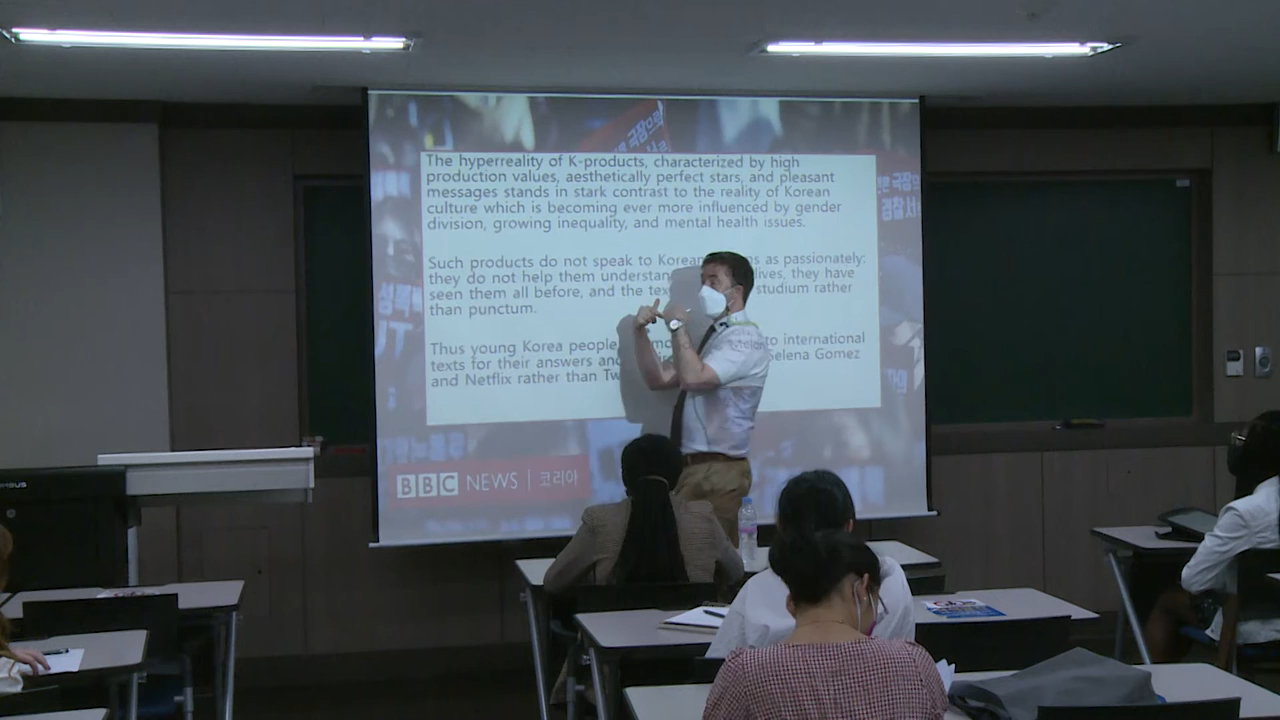 The hyperreality of K-products, characterized by high
production values, aesthetically perfect stars, and pleasant
messages stands in stark contrast to the reality of Korean
culture which is becoming ever more influenced by gender
division, growing inequality, and mental health issues.
Such products do not speak to as passionately:
they do not help them lives, they have
seen them all before, and the studium rather
than punctum.
Thus young Korea people to international
texts for their answers Selena Gomez
and Netflix rather than
BBC NEWS | 코리아